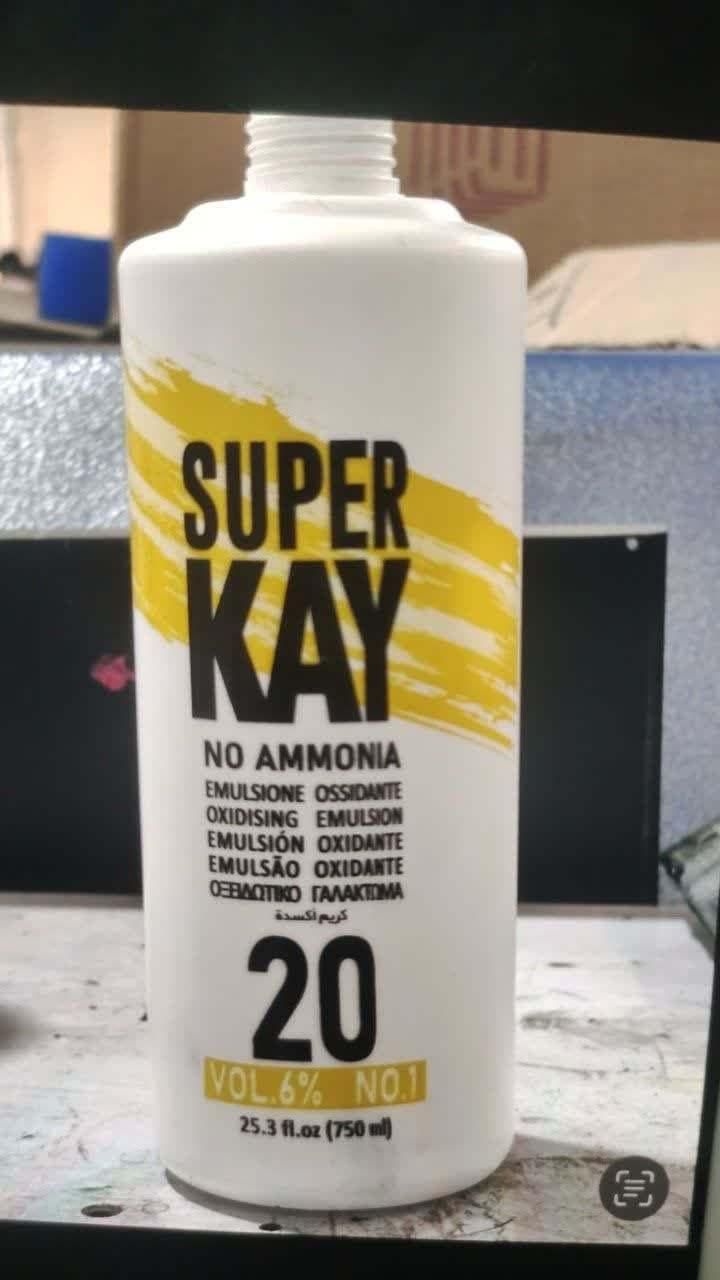 SUPER
KAY
NO AMMONIA
EMULSIONE OSSIDANTE
OXIDISING EMULSION
EMULSIÓN OXIDANTE
EMULSÃO OXIDANTE
ΟΞΕΙΔΩΤΙΚΟ ΓΑΛΑΚΤΩΜΑ
كريم أكسدة
20
VOL.6% NO.1
25.3 fl.oz (750 ml)